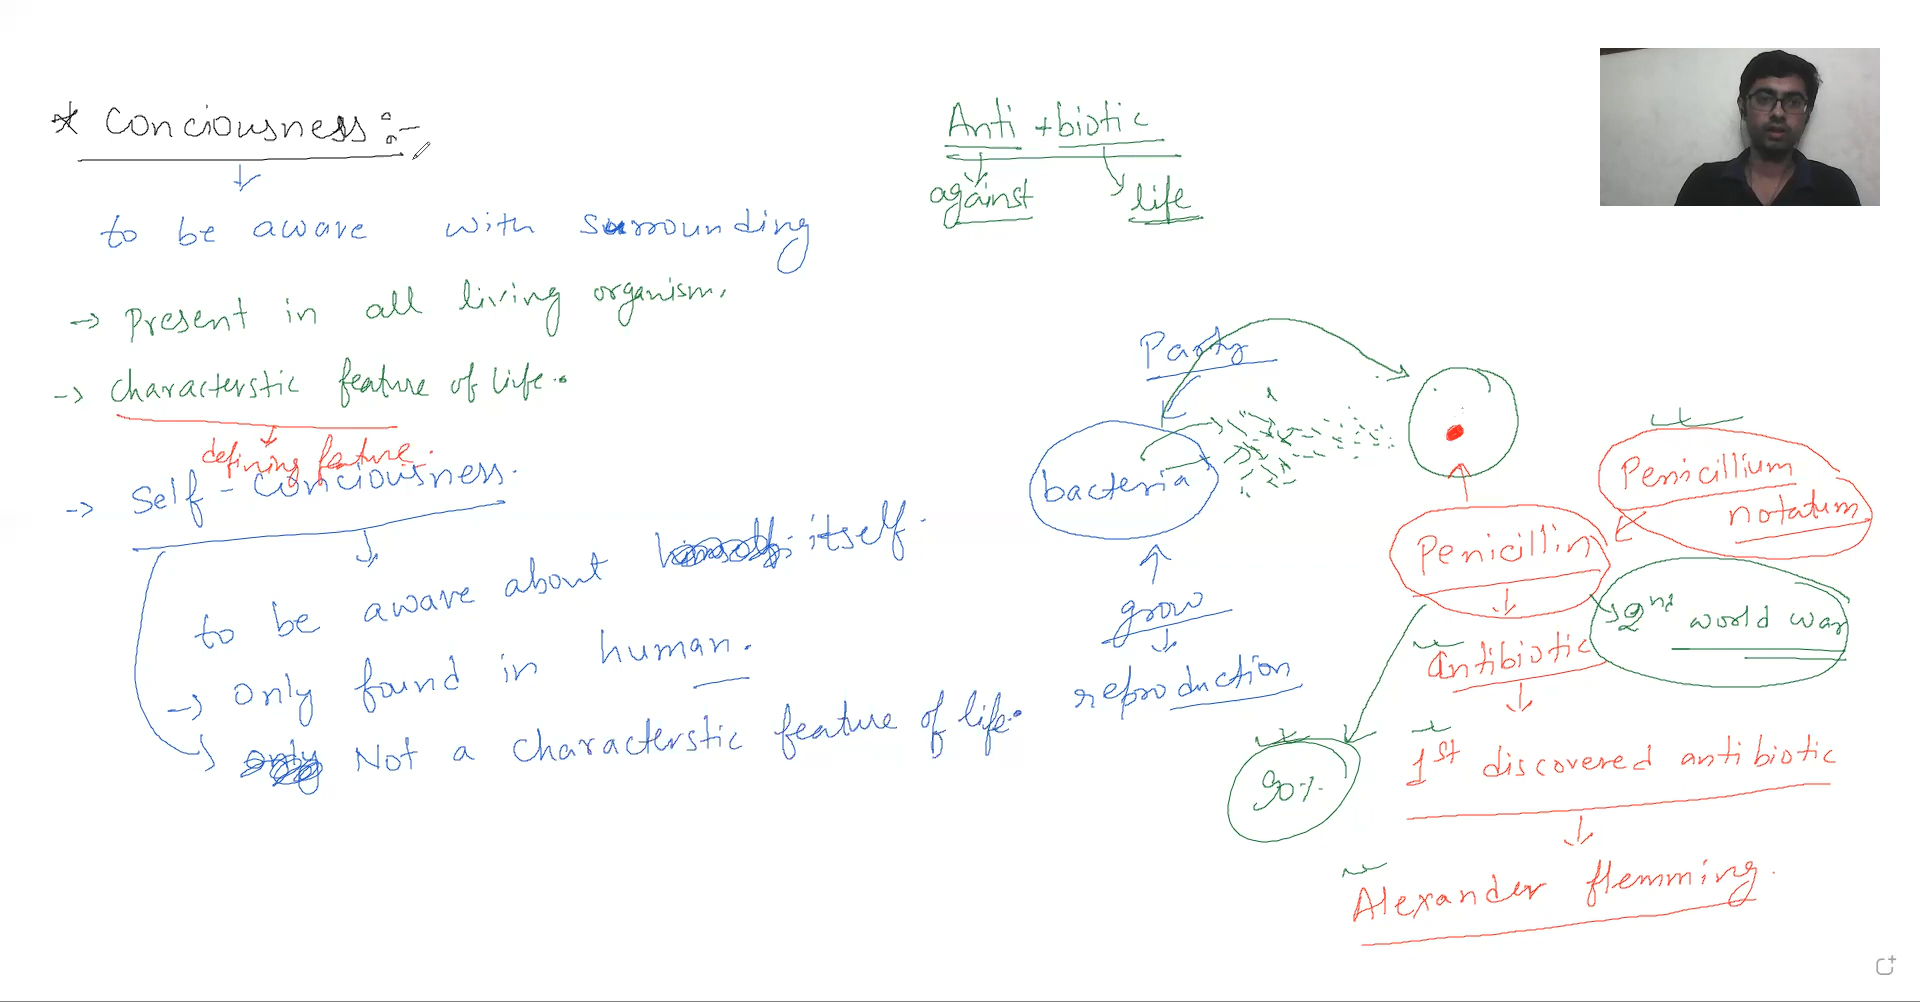 * Conciousness :-
to be aware with surrounding
-> Present in all living organism.
-> characterstic feature of life.
defining feature.
-> Self - conciousness.
to be aware about itself.
-> only found in human.
-> Not a characterstic feature of life.
Anti + biotic
against life
Party
bacteria
grow
reproduction
Penicillium
notatum
Penicillin
2nd world war
Antibiotic
1st discovered antibiotic
90%
Alexander flemming.